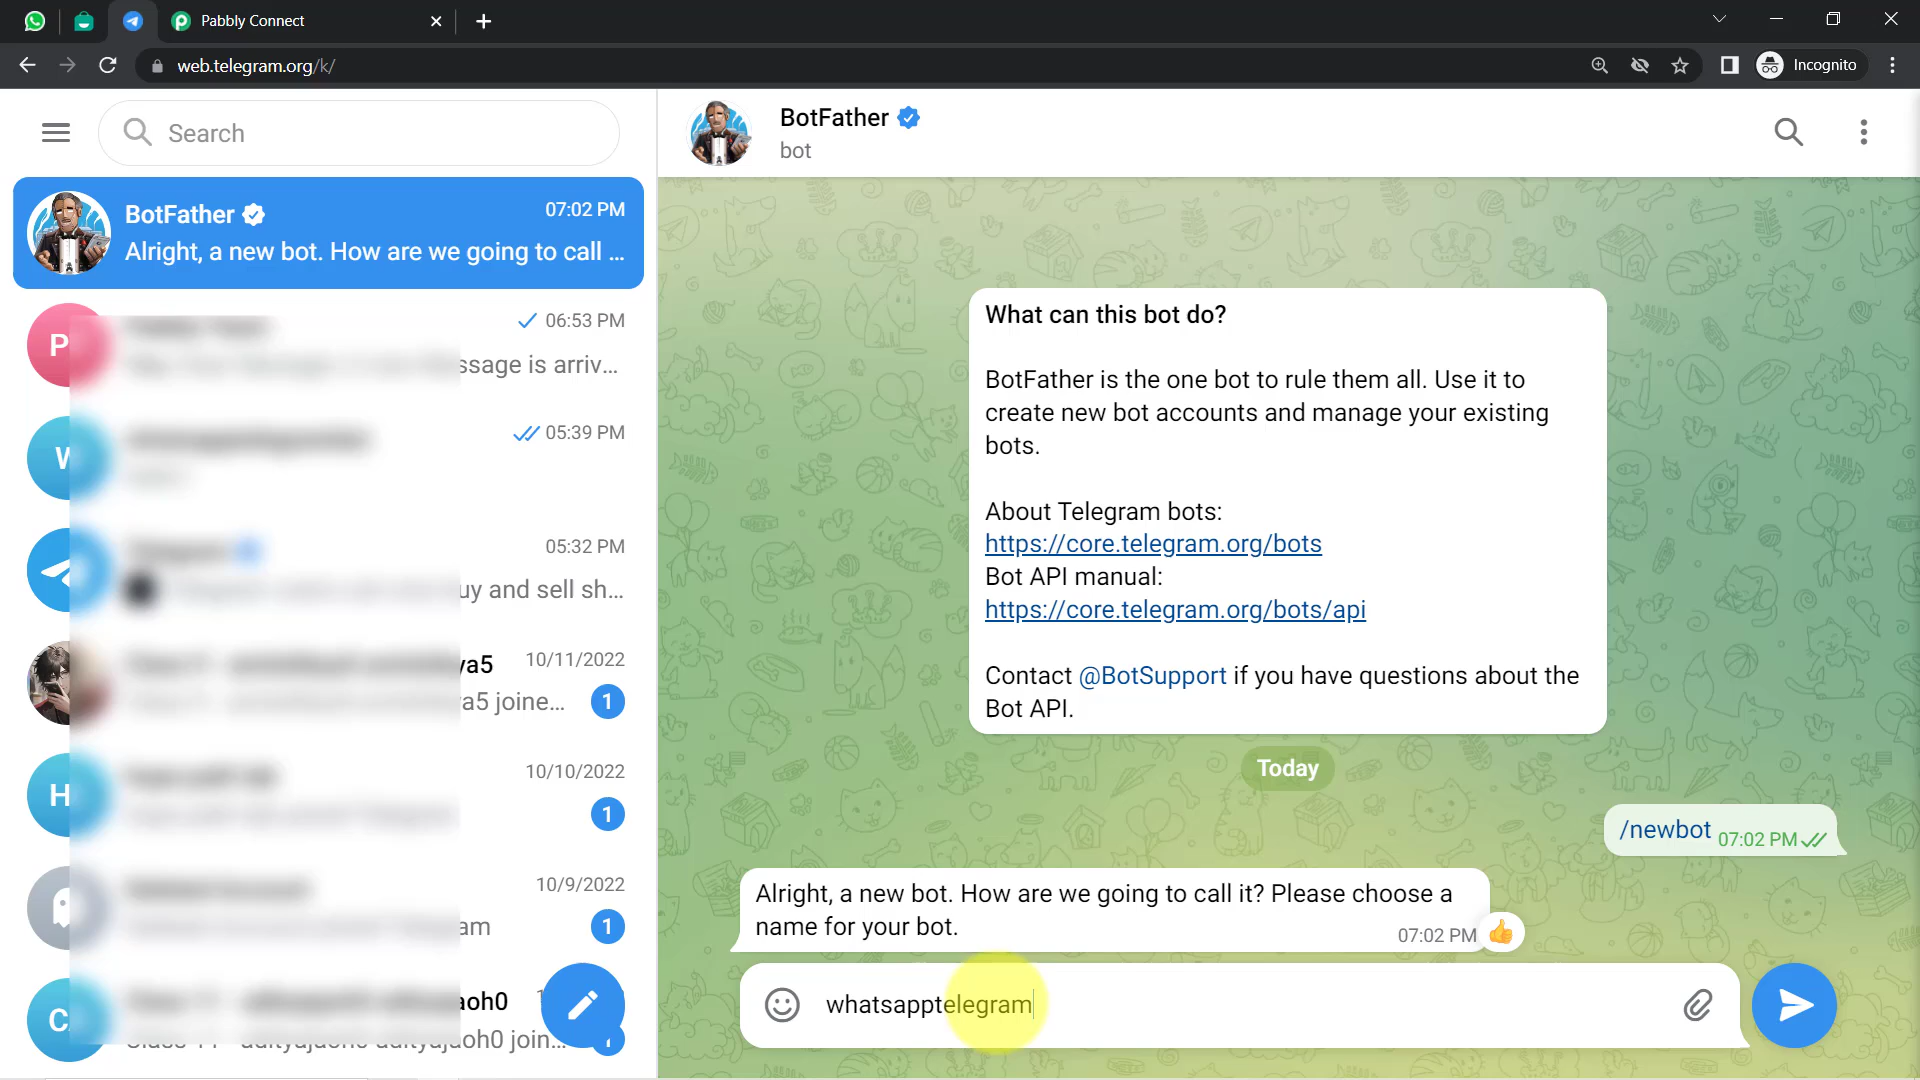 Pabbly Connect
web.telegram.org/k/
Incognito
Search
BotFather
07:02 PM
Alright, a new bot. How are we going to call ...
P
06:53 PM
ssage is arriv...
W
05:39 PM
05:32 PM
uy and sell sh...
ya5
10/11/2022
a5 joine...
1
H
10/10/2022
1
10/9/2022
am
1
C
aoh0
join...
BotFather
bot
What can this bot do?
BotFather is the one bot to rule them all. Use it to
create new bot accounts and manage your existing
bots.
About Telegram bots:
https://core.telegram.org/bots
Bot API manual:
https://core.telegram.org/bots/api
Contact @BotSupport if you have questions about the
Bot API.
Today
/newbot 07:02 PM
Alright, a new bot. How are we going to call it? Please choose a
name for your bot.
07:02 PM
whatsapptelegram